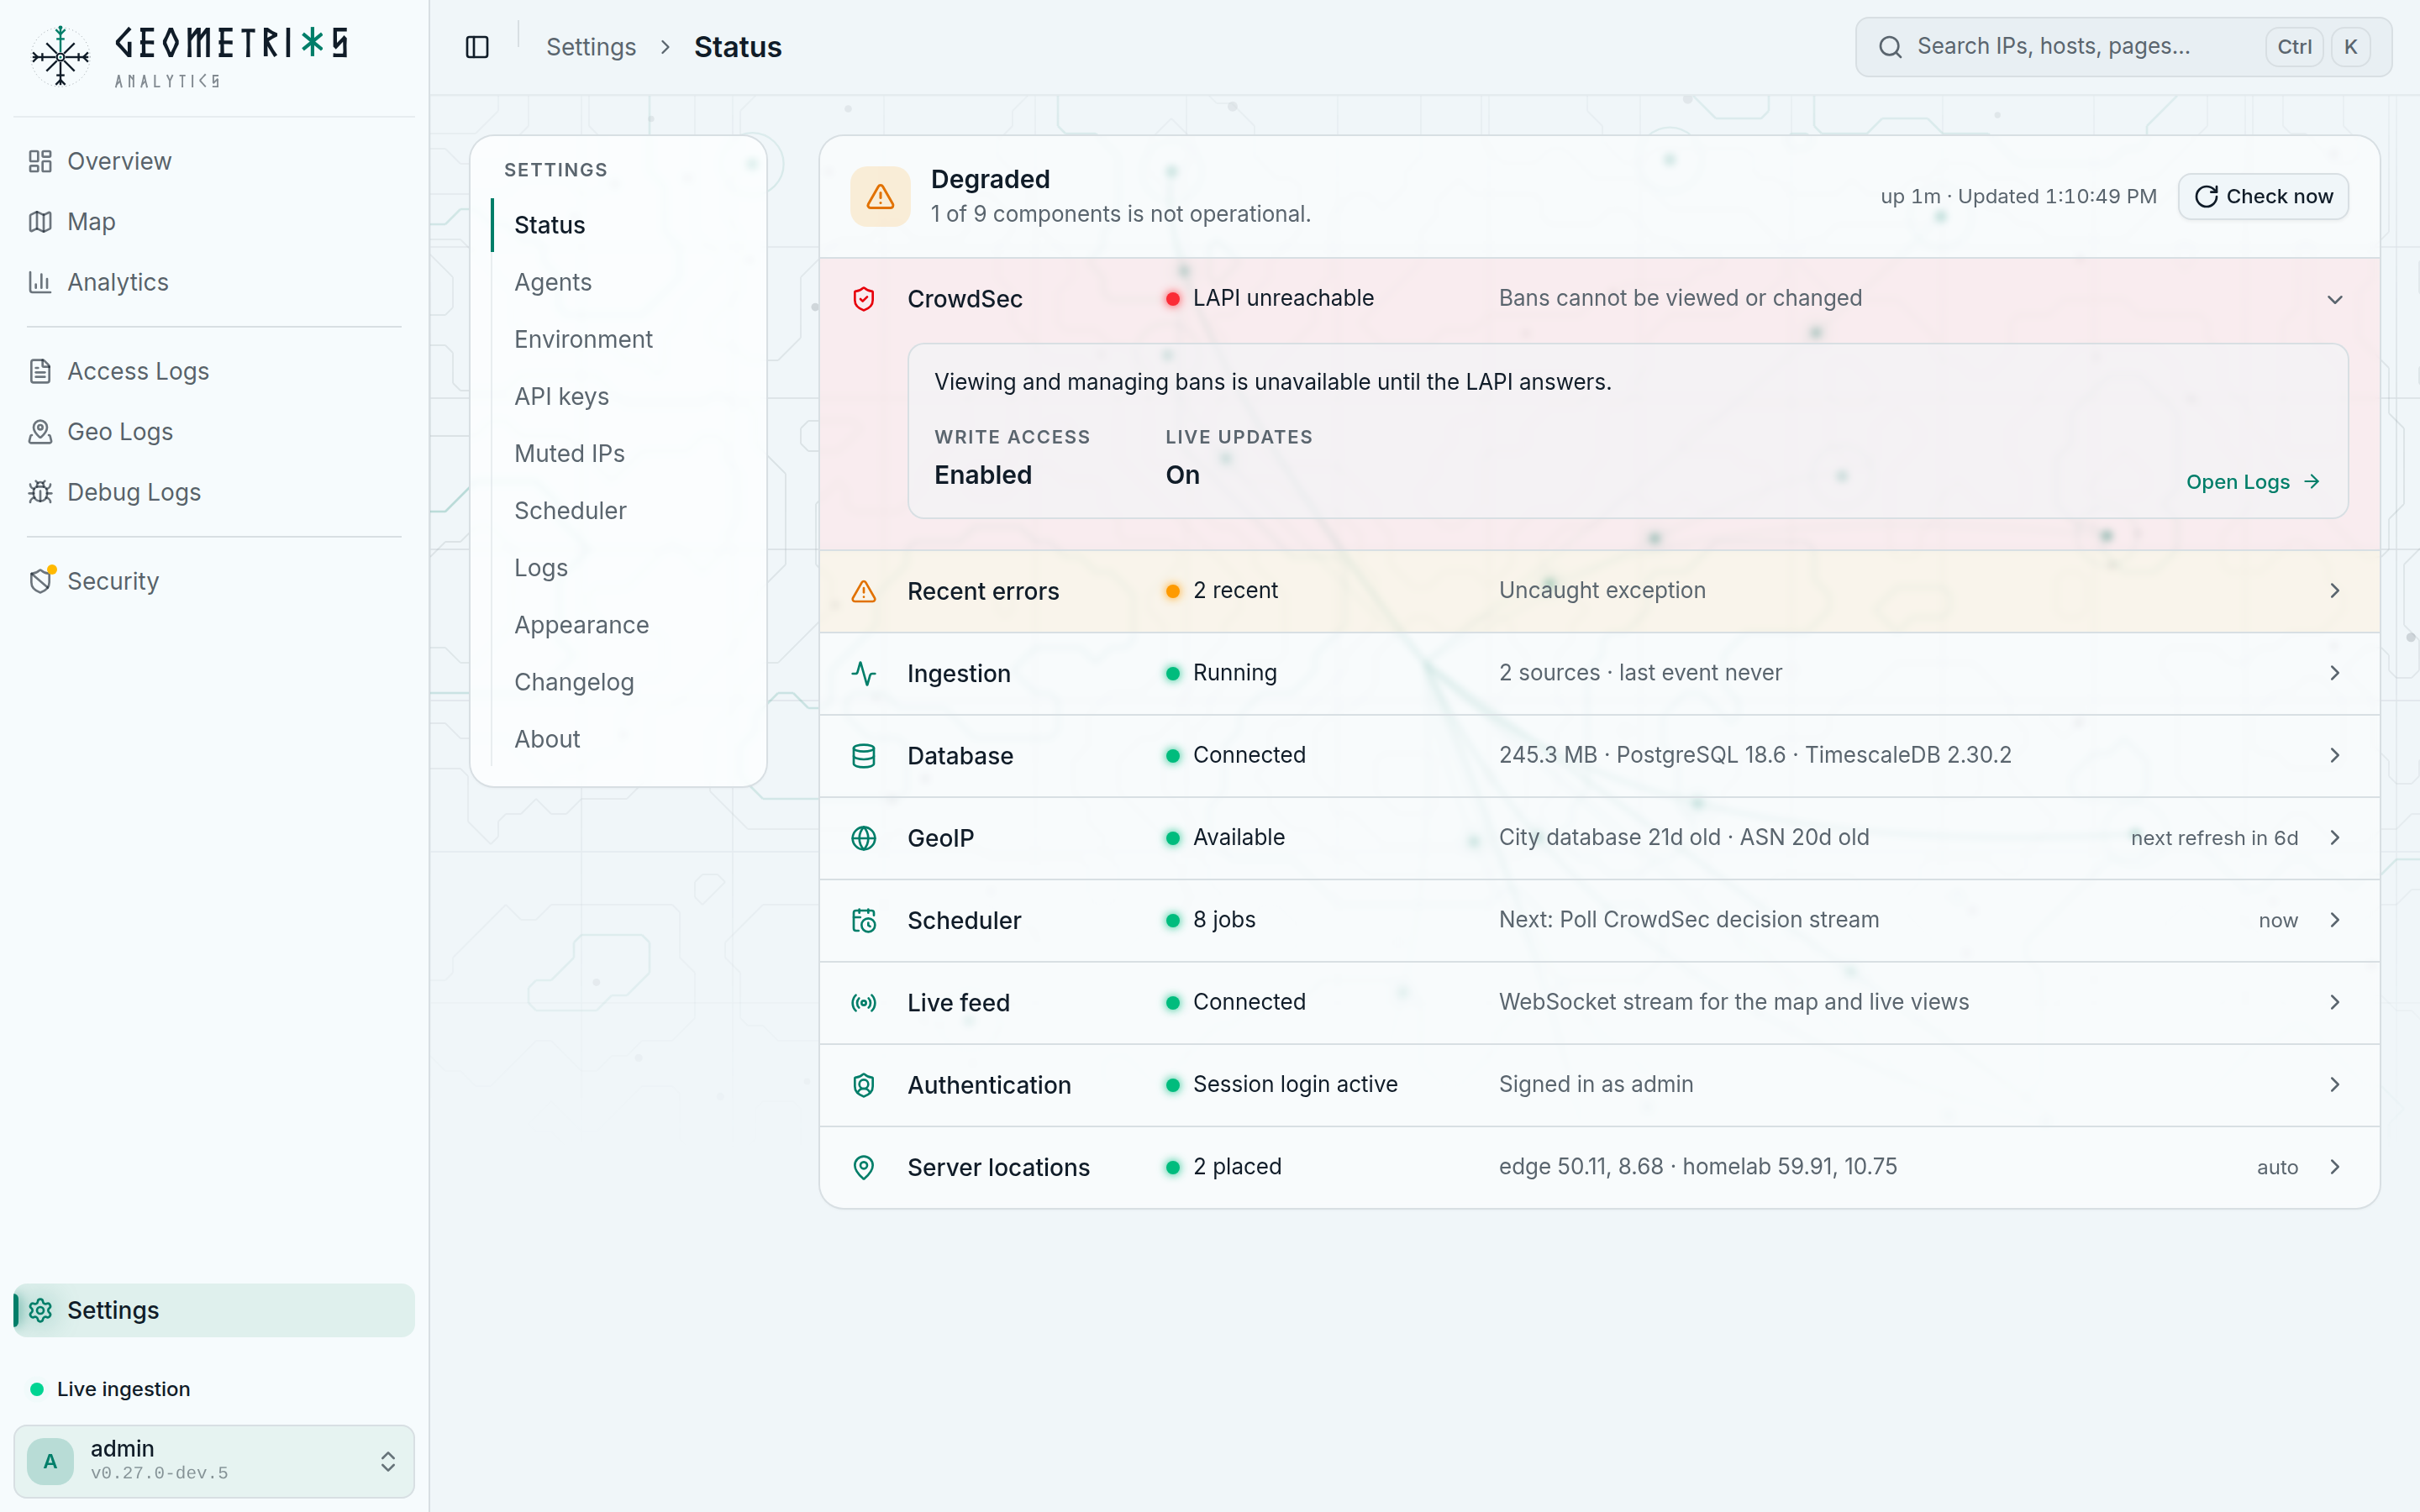 GEOMETRIKS
ANALYTICS
Overview
Map
Analytics
Access Logs
Geo Logs
Debug Logs
Security
Settings
Live ingestion
A
admin
v0.27.0-dev.5
Settings > Status
Search IPs, hosts, pages... Ctrl K
SETTINGS
Status
Agents
Environment
API keys
Muted IPs
Scheduler
Logs
Appearance
Changelog
About
Degraded
1 of 9 components is not operational.
up 1m · Updated 1:10:49 PM Check now
CrowdSec LAPI unreachable Bans cannot be viewed or changed
Viewing and managing bans is unavailable until the LAPI answers.
WRITE ACCESS LIVE UPDATES
Enabled On
Open Logs →
Recent errors 2 recent Uncaught exception
Ingestion Running 2 sources · last event never
Database Connected 245.3 MB · PostgreSQL 18.6 · TimescaleDB 2.30.2
GeoIP Available City database 21d old · ASN 20d old next refresh in 6d
Scheduler 8 jobs Next: Poll CrowdSec decision stream now
Live feed Connected WebSocket stream for the map and live views
Authentication Session login active Signed in as admin
Server locations 2 placed edge 50.11, 8.68 · homelab 59.91, 10.75 auto